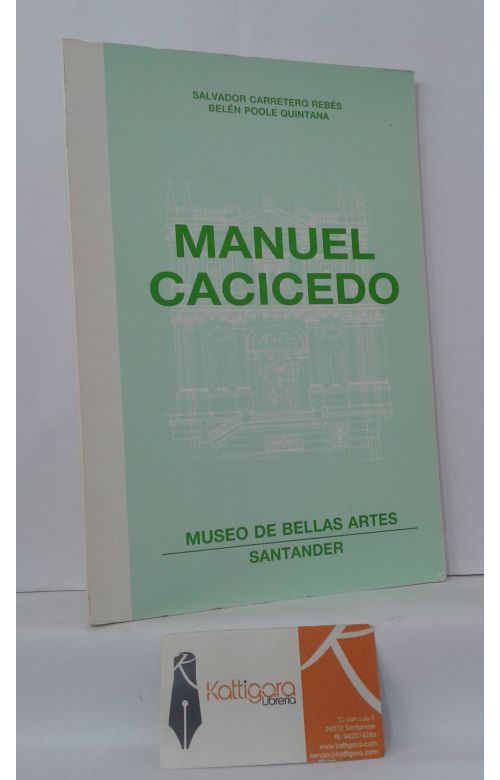 SALVADOR CARRETERO REBÉS
BELÉN POOLE QUINTANA
MANUEL
CACICEDO
MUSEO DE BELLAS ARTES
SANTANDER
Kattigara
Librería
C/ San Luis 5
39010 Santander
tlf: 942074286
www.kattigara.com
tienda@kattigara.com